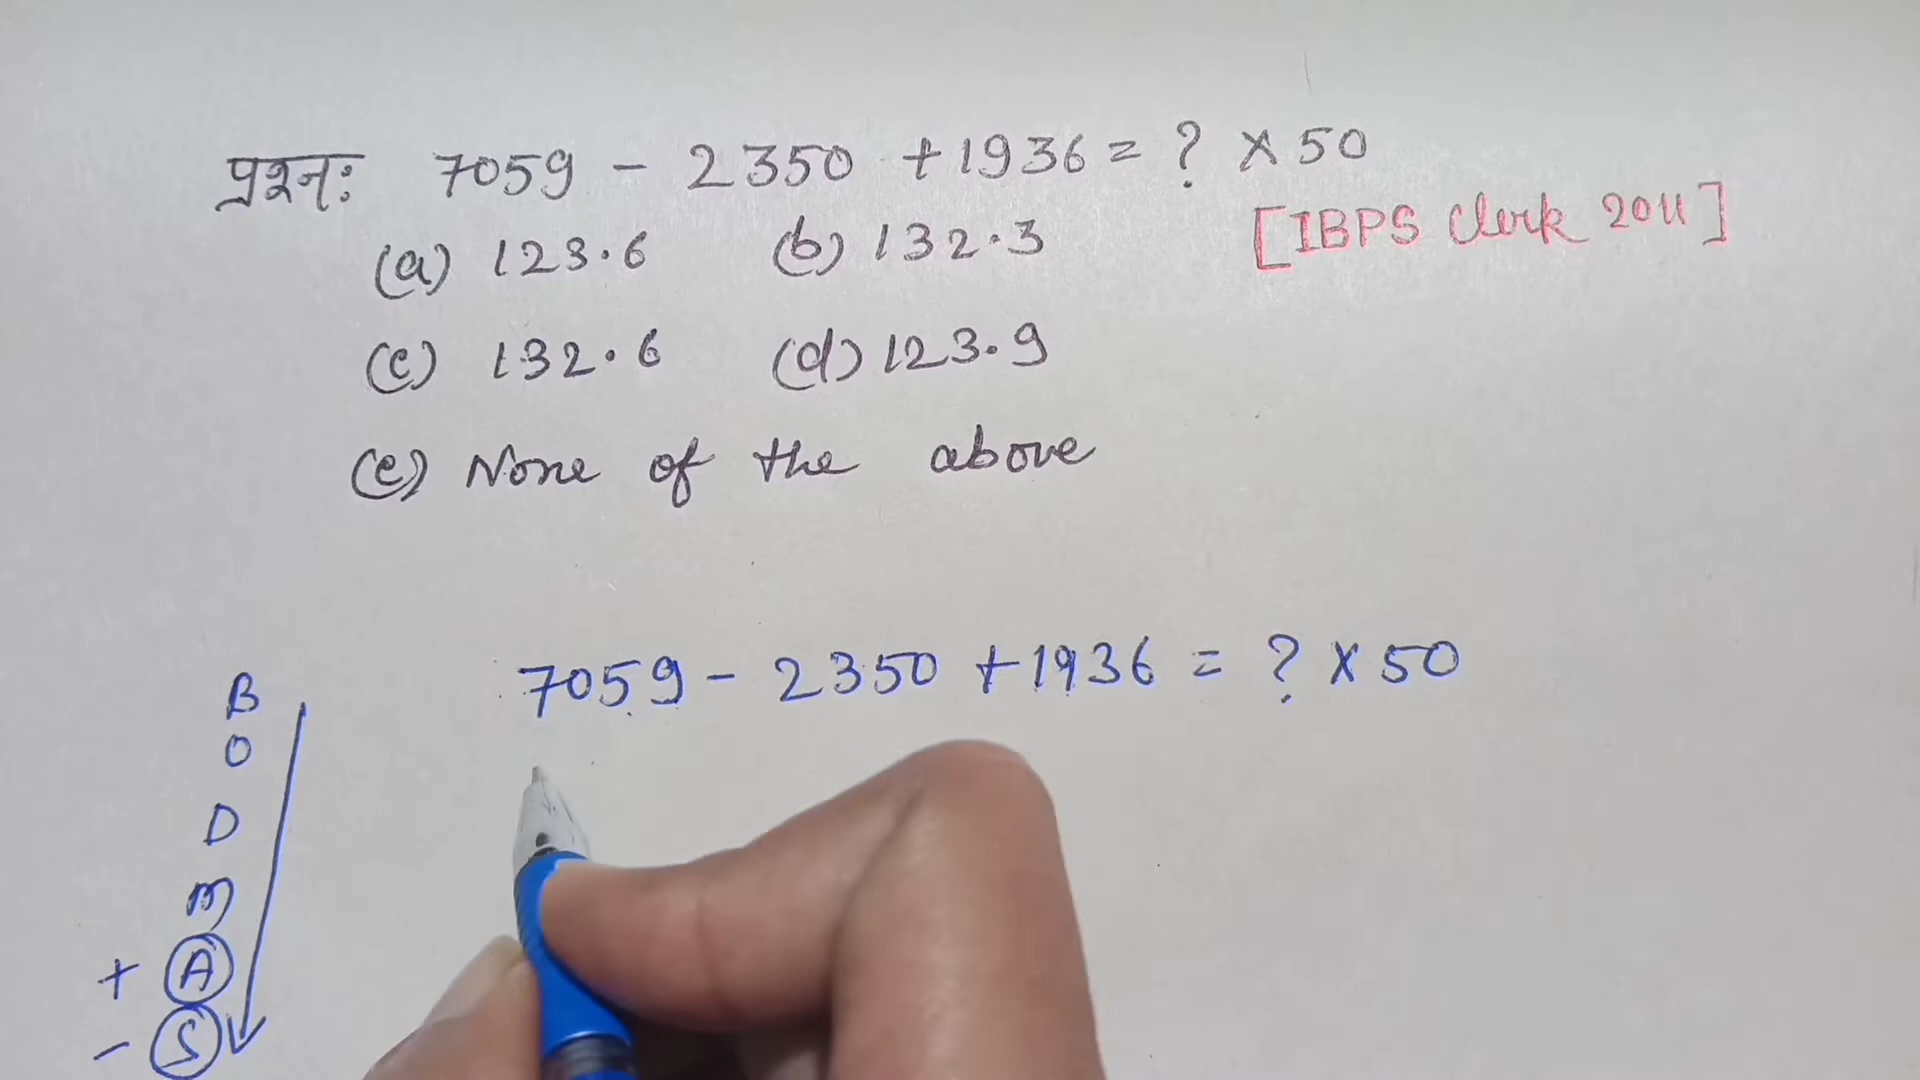 प्रश्न: 7059 - 2350 + 1936 = ? × 50
[IBPS Clerk 2011]
(a) 123.6 (b) 132.3
(c) 132.6 (d) 123.9
(e) None of the above
7059 - 2350 + 1936 = ? × 50
B
O
D
M
+ A
- S